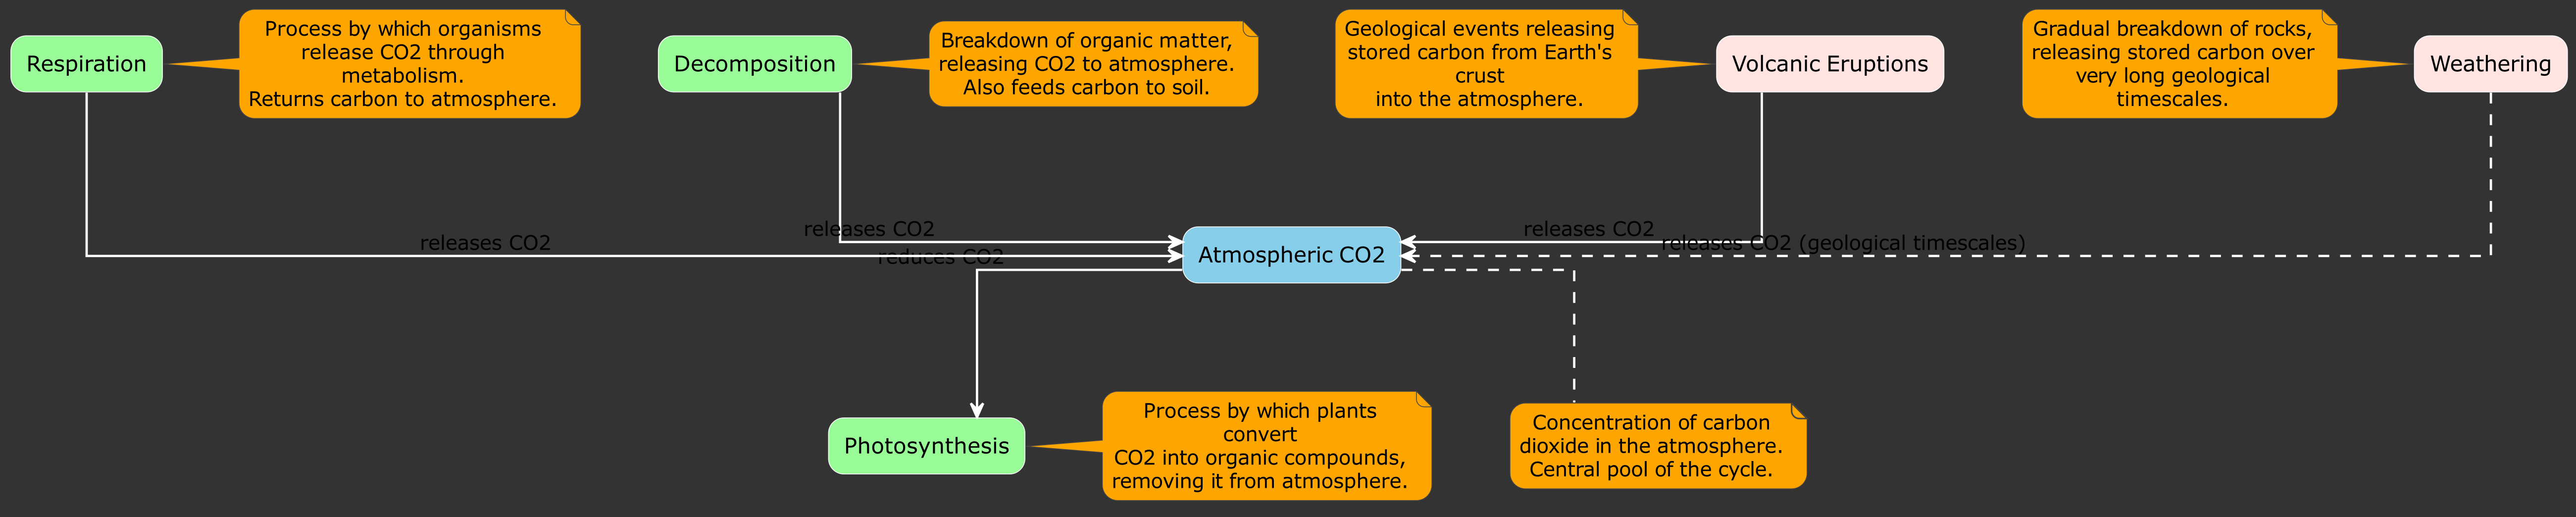 Respiration
Process by which organisms
release CO2 through
metabolism.
Returns carbon to atmosphere.
Decomposition
Breakdown of organic matter,
releasing CO2 to atmosphere.
Also feeds carbon to soil.
Geological events releasing
stored carbon from Earth's
crust
into the atmosphere.
Volcanic Eruptions
Gradual breakdown of rocks,
releasing stored carbon over
very long geological
timescales.
Weathering
releases CO2
releases CO2
reduces CO2
Atmospheric CO2
releases CO2
releases CO2 (geological timescales)
Photosynthesis
Process by which plants
convert
CO2 into organic compounds,
removing it from atmosphere.
Concentration of carbon
dioxide in the atmosphere.
Central pool of the cycle.